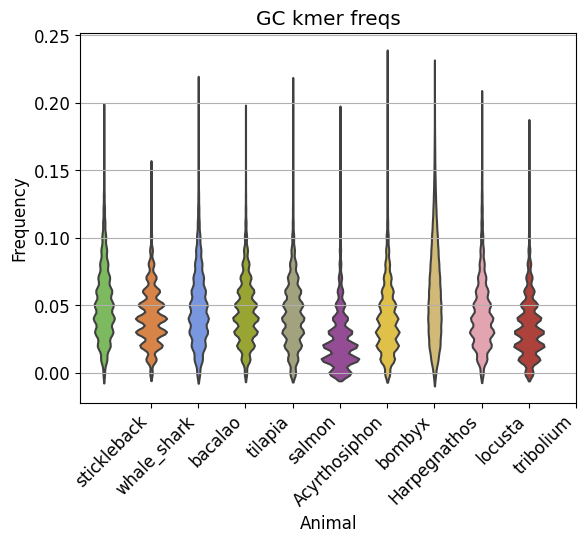 GC kmer freqs
0.25
0.20
0.15
0.10
0.05
0.00
Frequency
stickleback
whale_shark
bacalao
tilapia
salmon
Acyrthosiphon
bombyx
Harpegnathos
locusta
tribolium
Animal